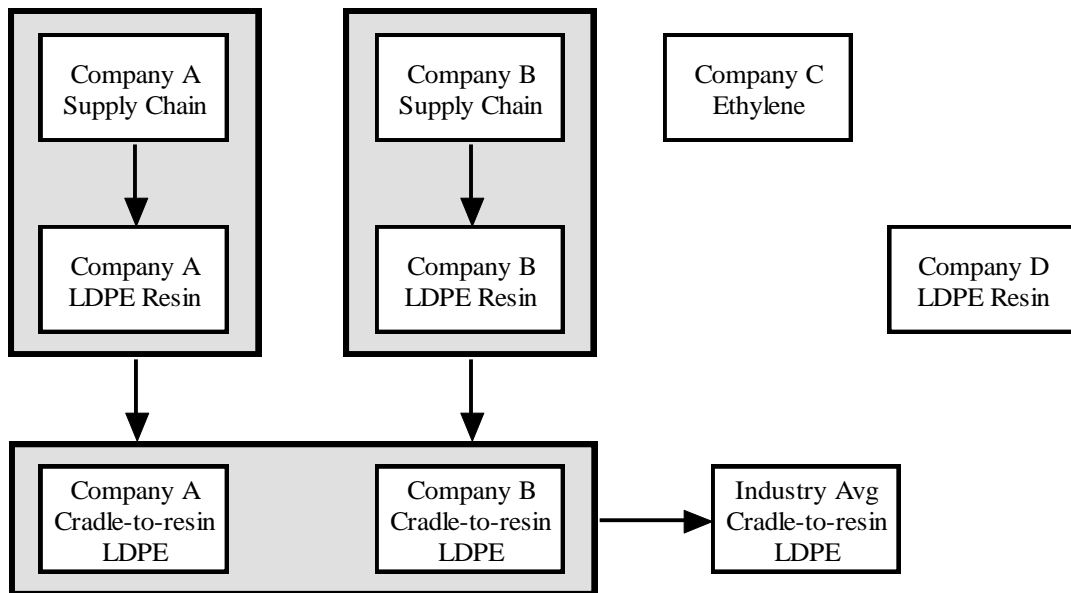 Company A
Supply Chain
Company B
Supply Chain
Company C
Ethylene
Company A
LDPE Resin
Company B
LDPE Resin
Company D
LDPE Resin
Company A
Cradle-to-resin
LDPE
Company B
Cradle-to-resin
LDPE
Industry Avg
Cradle-to-resin
LDPE